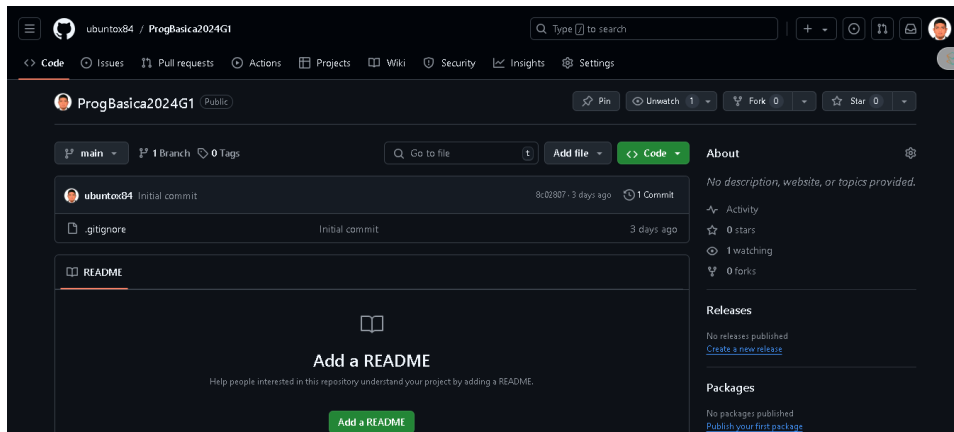 ubuntox84 / ProgBasica2024G1
Type / to search
Code Issues Pull requests Actions Projects Wiki Security Insights Settings
ProgBasica2024G1 Public
Pin Unwatch 1 Fork 0 Star 0
main 1 Branch 0 Tags
Go to file t Add file Code
ubuntox84 Initial commit 8c02807 · 3 days ago 1 Commit
.gitignore Initial commit 3 days ago
README
Add a README
Help people interested in this repository understand your project by adding a README.
Add a README
About
No description, website, or topics provided.
Activity
0 stars
1 watching
0 forks
Releases
No releases published
Create a new release
Packages
No packages published
Publish your first package